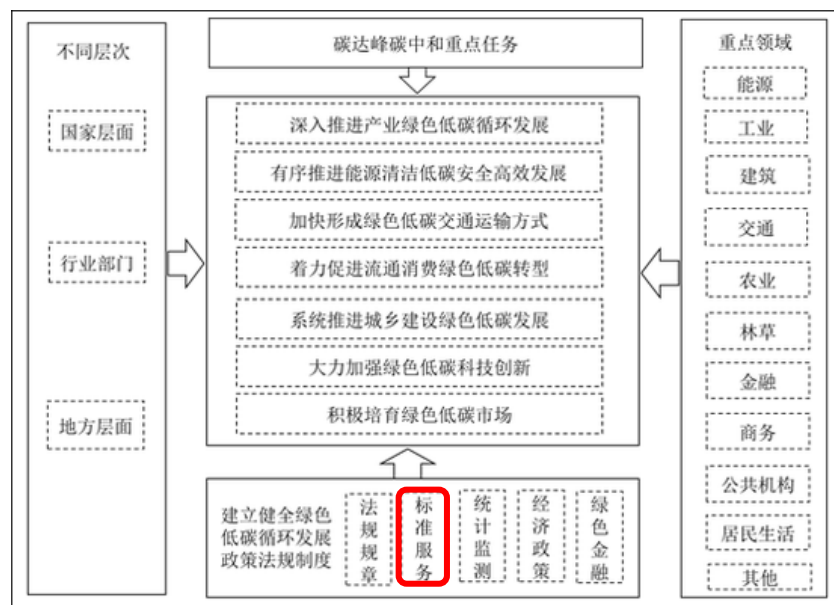 不同层次
国家层面
行业部门
地方层面
碳达峰碳中和重点任务
深入推进产业绿色低碳循环发展
有序推进能源清洁低碳安全高效发展
加快形成绿色低碳交通运输方式
着力促进流通消费绿色低碳转型
系统推进城乡建设绿色低碳发展
大力加强绿色低碳科技创新
积极培育绿色低碳市场
建立健全绿色
低碳循环发展
政策法规制度
法规规章
标准服务
统计监测
经济政策
绿色金融
重点领域
能源
工业
建筑
交通
农业
林草
金融
商务
公共机构
居民生活
其他